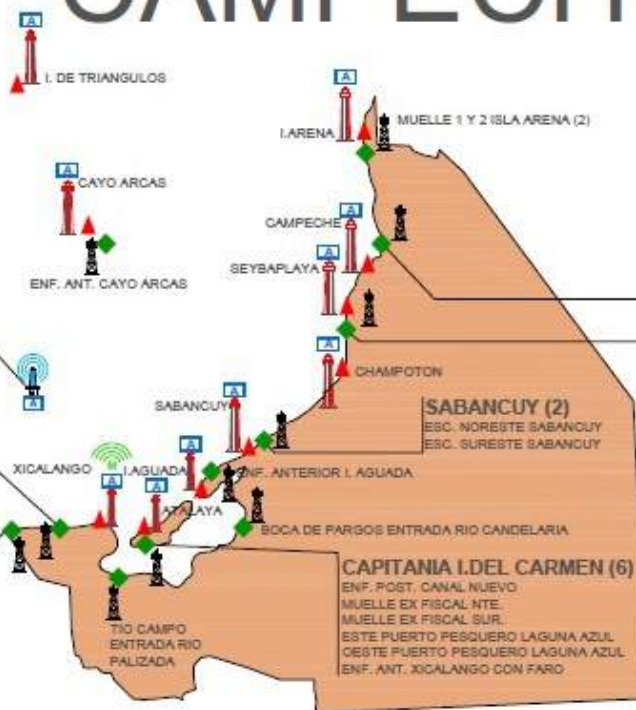 CAMPECH
A
I. DE TRIANGULOS
A
I.ARENA
MUELLE 1 Y 2 ISLA ARENA (2)
A
CAYO ARCAS
ENF. ANT. CAYO ARCAS
A
CAMPECHE
A
SEYBAPLAYA
A
A
CHAMPOTON
A
SABANCUY
SABANCUY (2)
ESC. NORESTE SABANCUY
ESC. SURESTE SABANCUY
XICALANGO
A
I.AGUADA
A
ENF. ANTERIOR I. AGUADA
A
ATALAYA
BOCA DE PARGOS ENTRADA RIO CANDELARIA
CAPITANIA I.DEL CARMEN (6)
ENF. POST. CANAL NUEVO
MUELLE EX FISCAL NTE.
MUELLE EX FISCAL SUR.
ESTE PUERTO PESQUERO LAGUNA AZUL
OESTE PUERTO PESQUERO LAGUNA AZUL
ENF. ANT. XICALANGO CON FARO
TIO CAMPO
ENTRADA RIO
PALIZADA